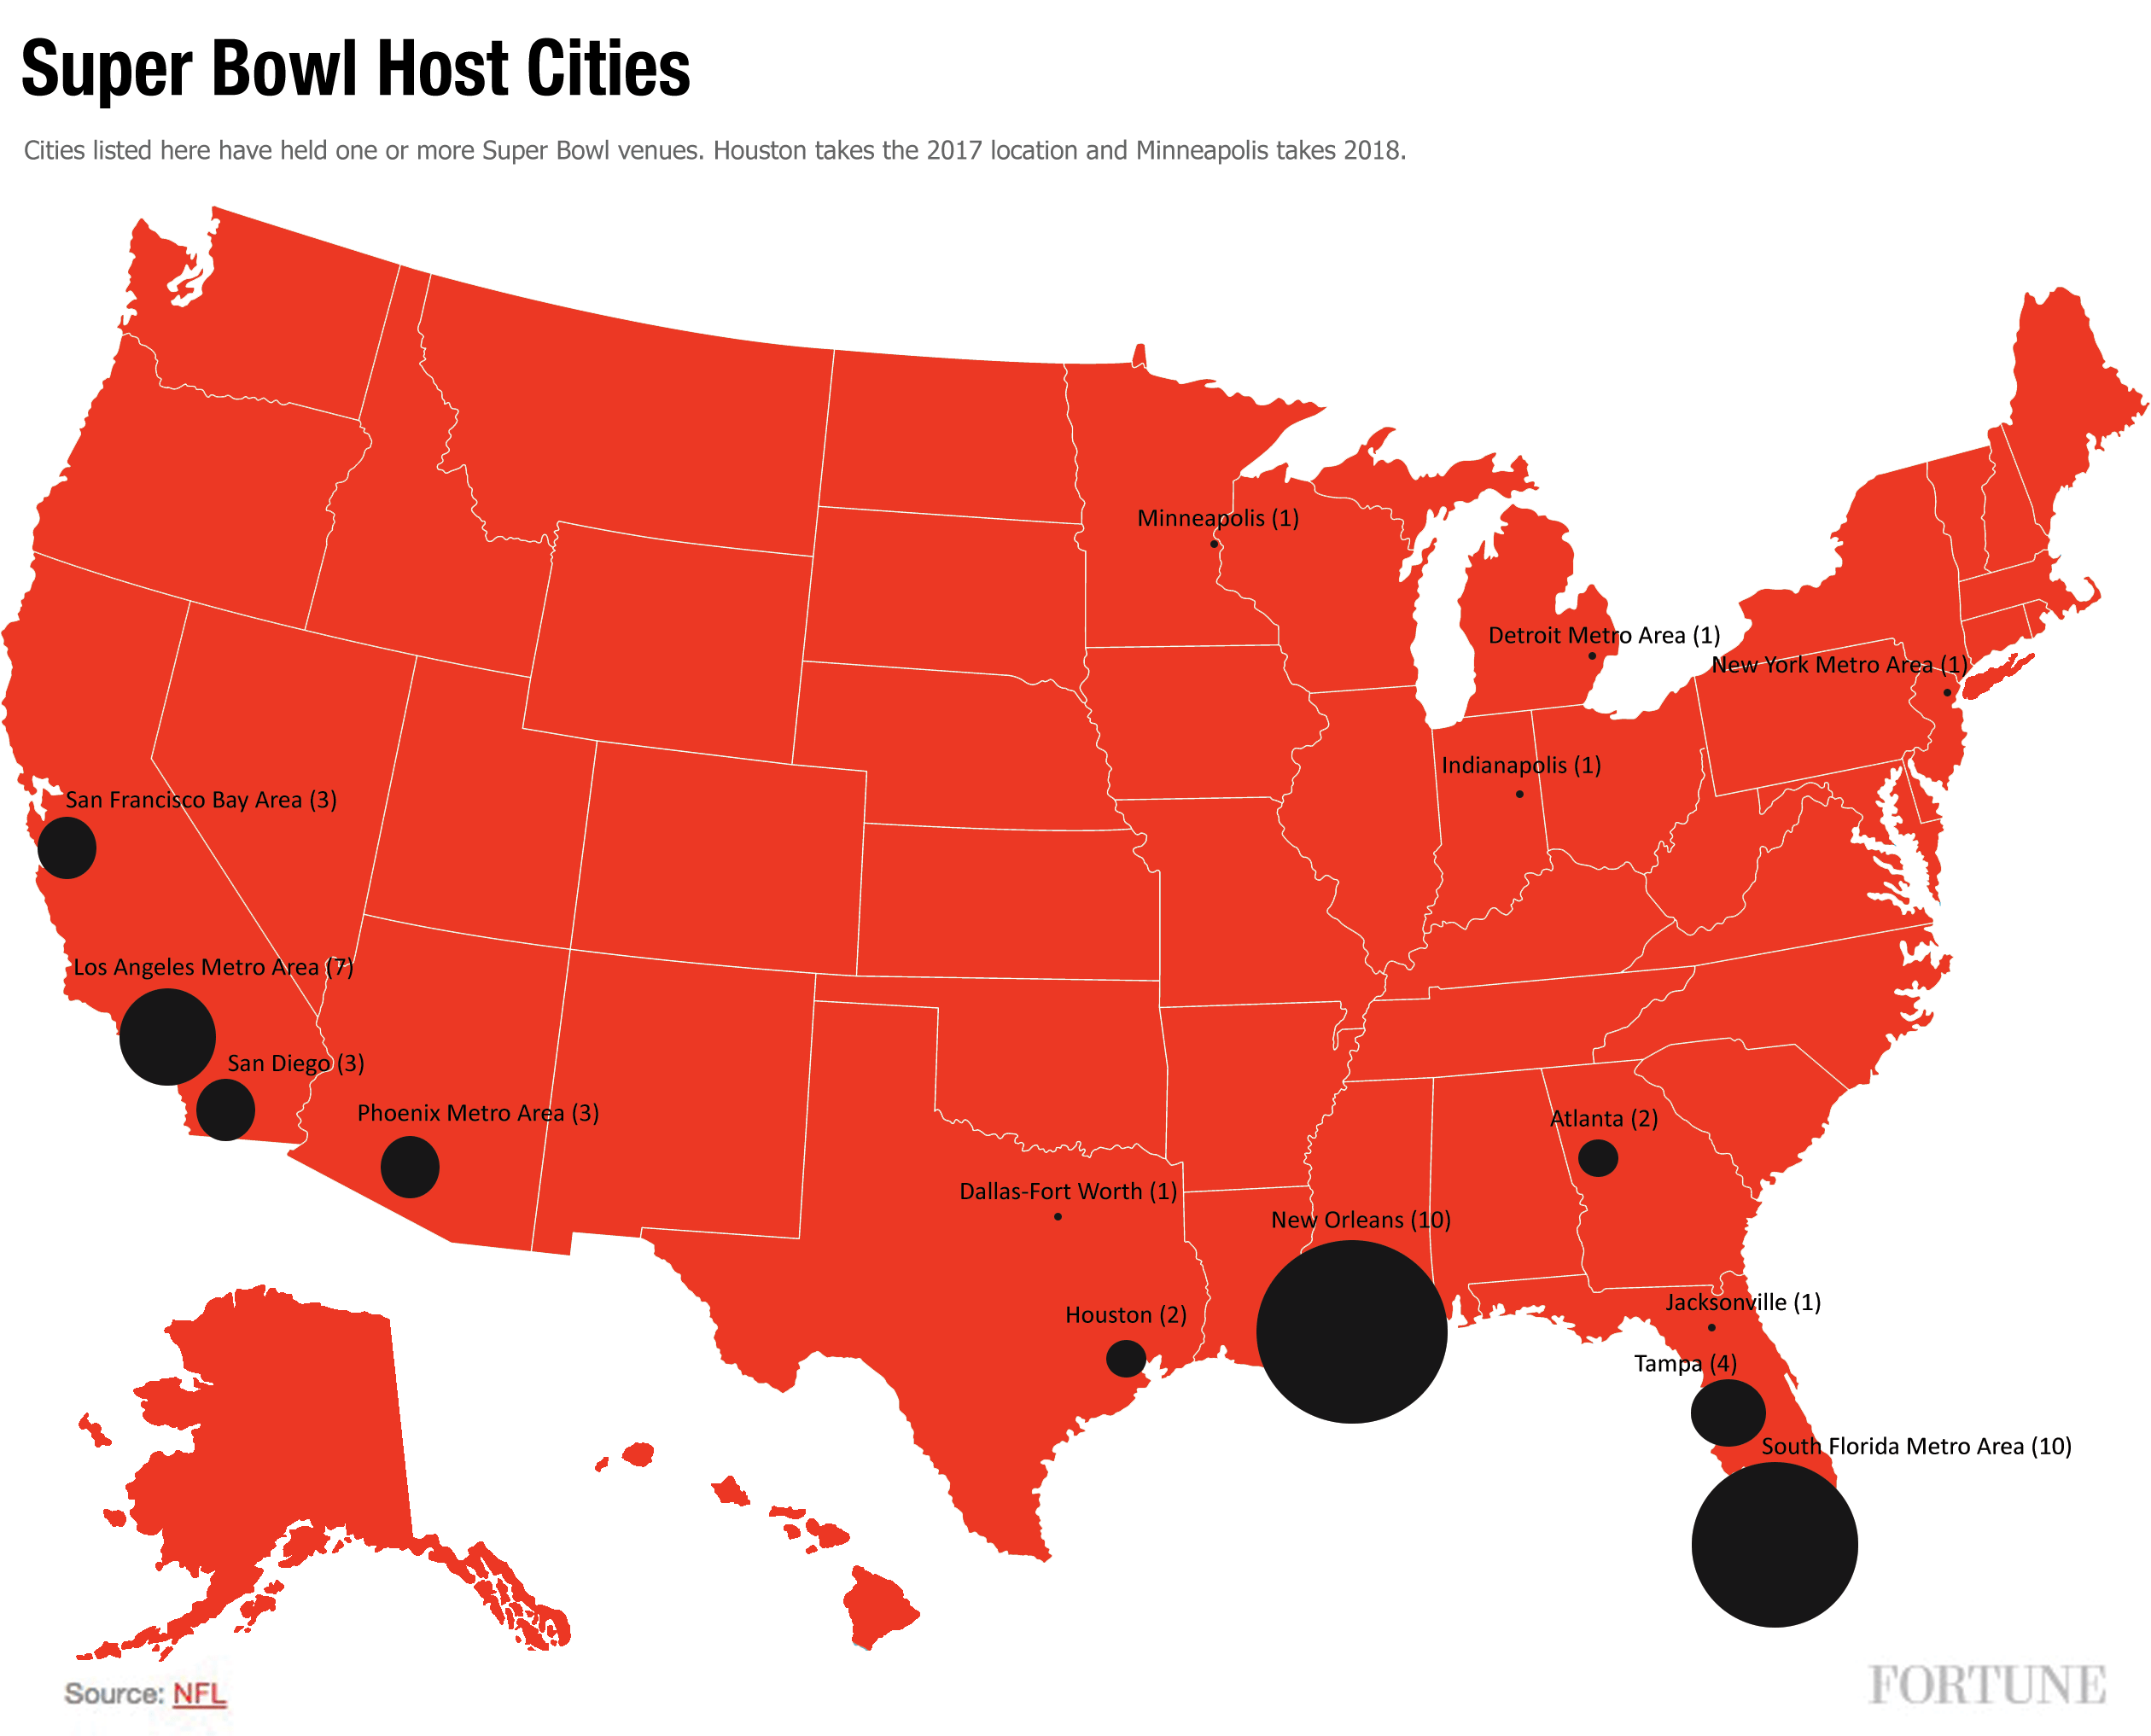 Super Bowl Host Cities
Cities listed here have held one or more Super Bowl venues. Houston takes the 2017 location and Minneapolis takes 2018.
Minneapolis (1)
Detroit Metro Area (1)
New York Metro Area (1)
Indianapolis (1)
San Francisco Bay Area (3)
Los Angeles Metro Area (7)
San Diego (3)
Phoenix Metro Area (3)
Atlanta (2)
Dallas-Fort Worth (1)
New Orleans (10)
Jacksonville (1)
Houston (2)
Tampa (4)
South Florida Metro Area (10)
Source: NFL
FORTUNE